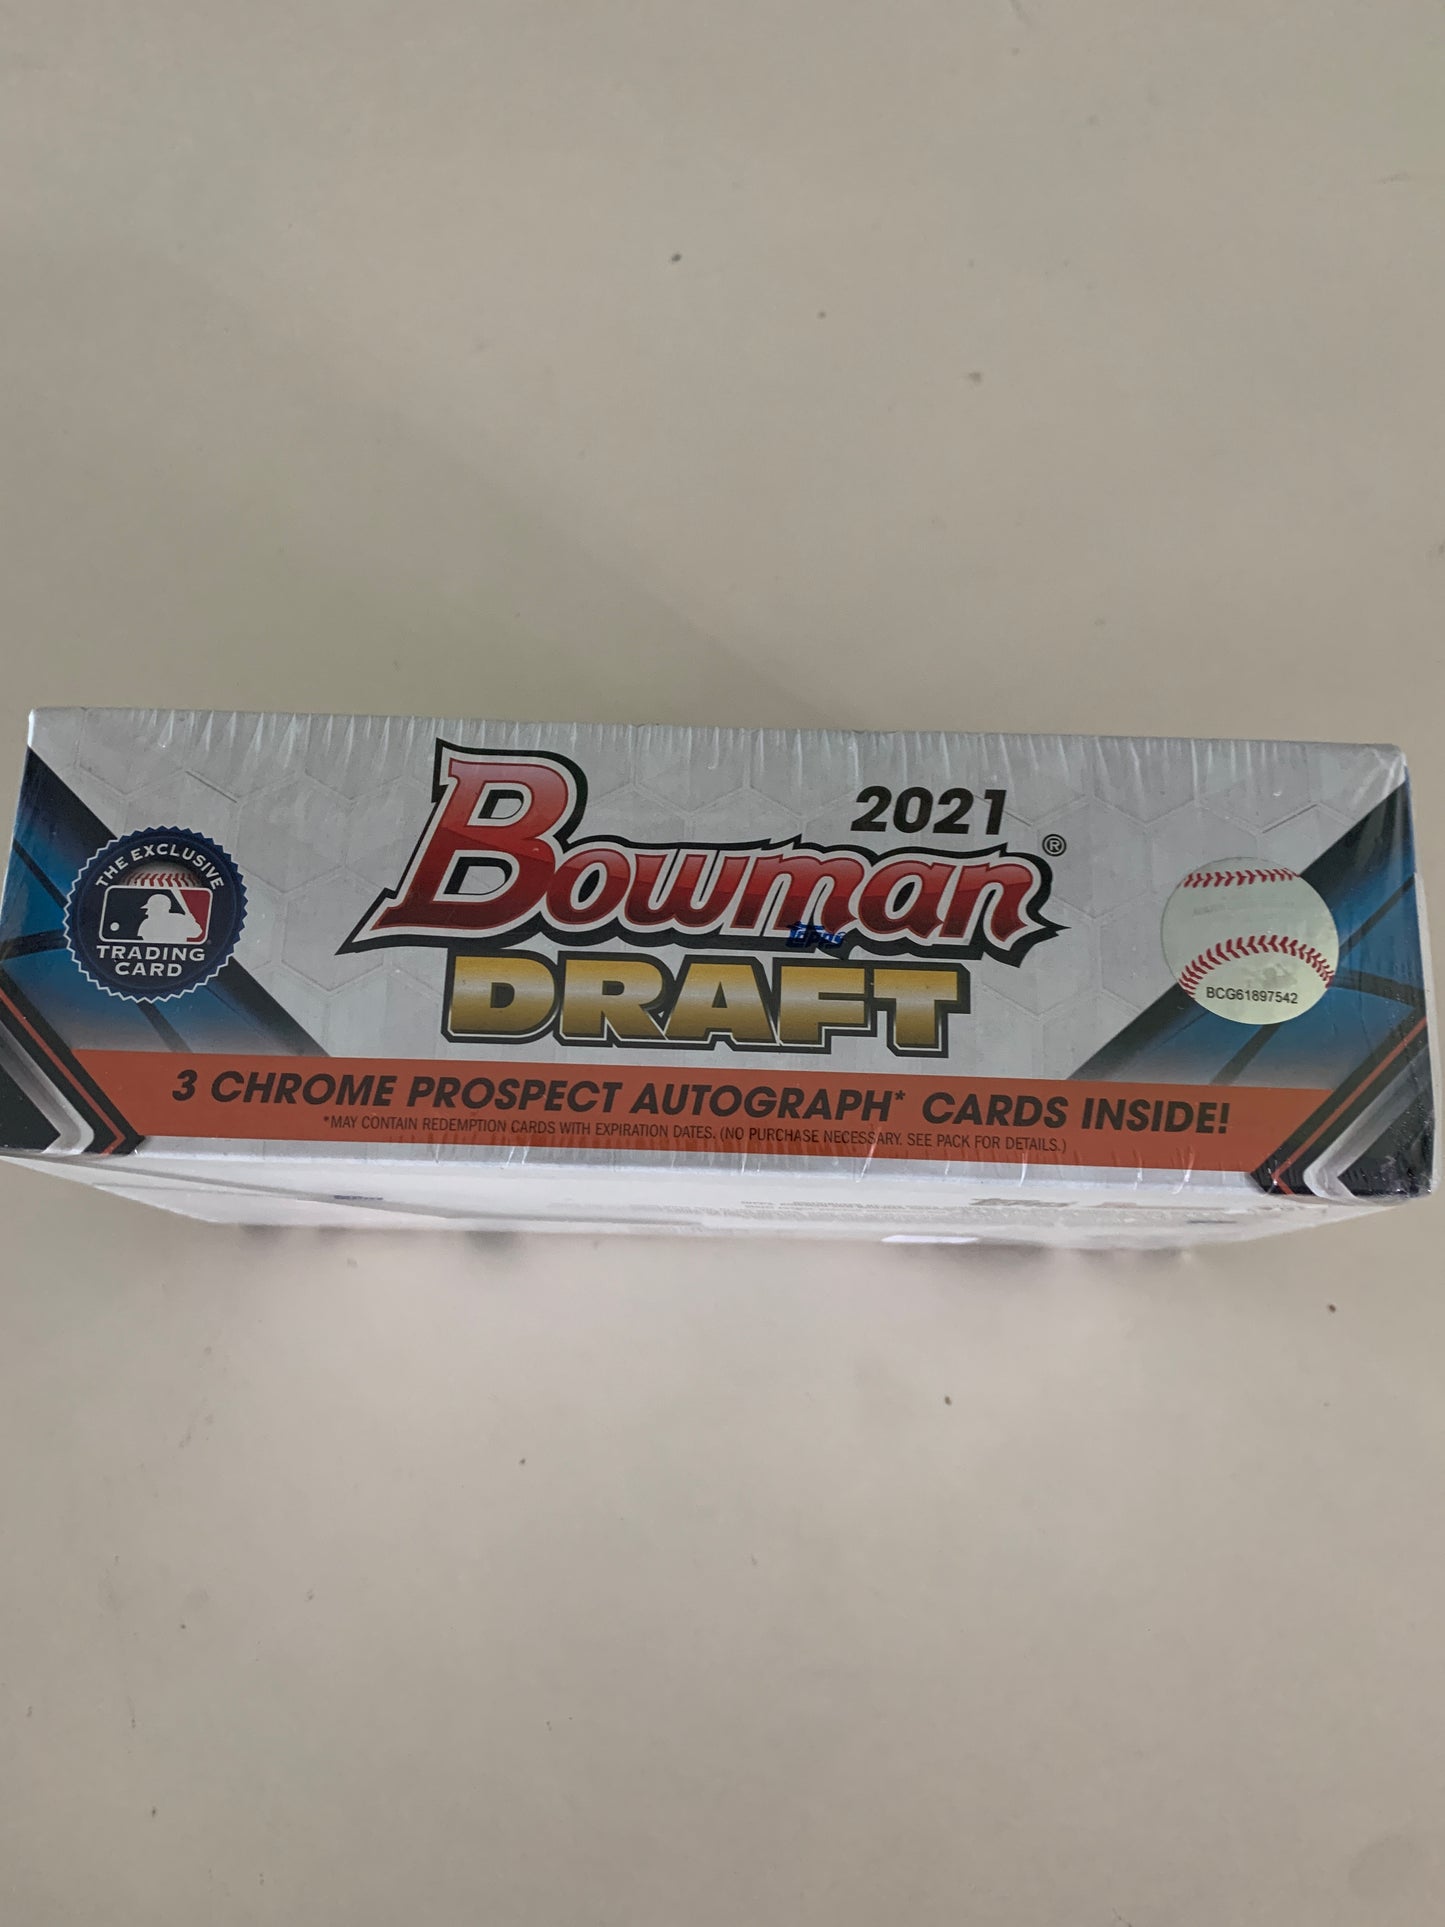 2021
Bowman®
DRAFT
THE EXCLUSIVE
TRADING
CARD
Topps
BCG61897542
3 CHROME PROSPECT AUTOGRAPH* CARDS INSIDE!
*MAY CONTAIN REDEMPTION CARDS WITH EXPIRATION DATES. (NO PURCHASE NECESSARY. SEE PACK FOR DETAILS.)